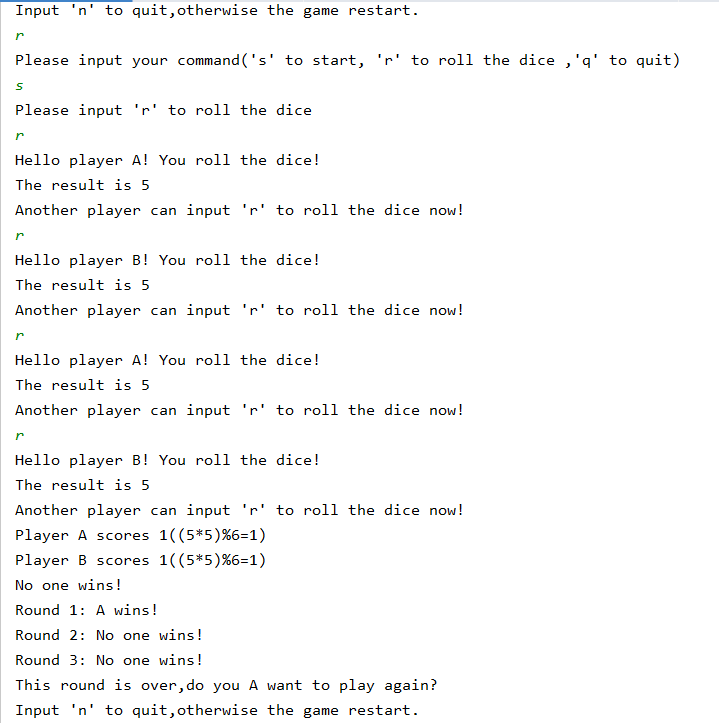 Input 'n' to quit,otherwise the game restart.
r
Please input your command('s' to start, 'r' to roll the dice ,'q' to quit)
s
Please input 'r' to roll the dice
r
Hello player A! You roll the dice!
The result is 5
Another player can input 'r' to roll the dice now!
r
Hello player B! You roll the dice!
The result is 5
Another player can input 'r' to roll the dice now!
r
Hello player A! You roll the dice!
The result is 5
Another player can input 'r' to roll the dice now!
r
Hello player B! You roll the dice!
The result is 5
Another player can input 'r' to roll the dice now!
Player A scores 1((5*5)%6=1)
Player B scores 1((5*5)%6=1)
No one wins!
Round 1: A wins!
Round 2: No one wins!
Round 3: No one wins!
This round is over,do you A want to play again?
Input 'n' to quit,otherwise the game restart.